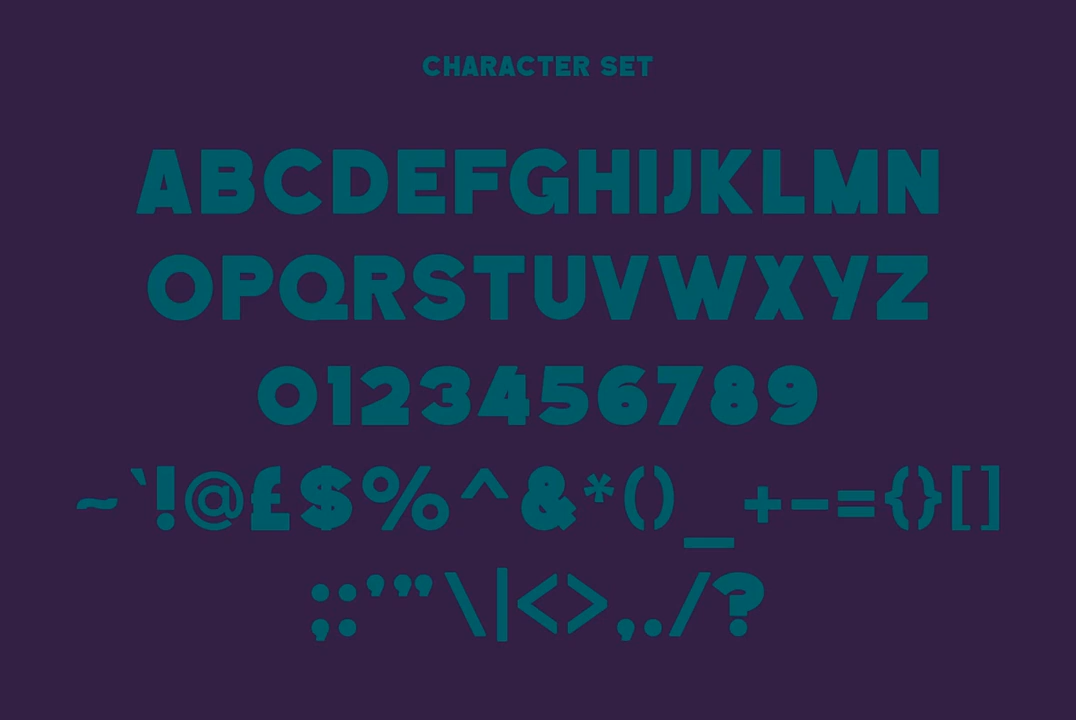 CHARACTER SET
ABCDEFGHIJKLMN
OPQRSTUVWXYZ
0123456789
~`!@£$%^&*()_+−={}[]
;:’”\|<>,./?